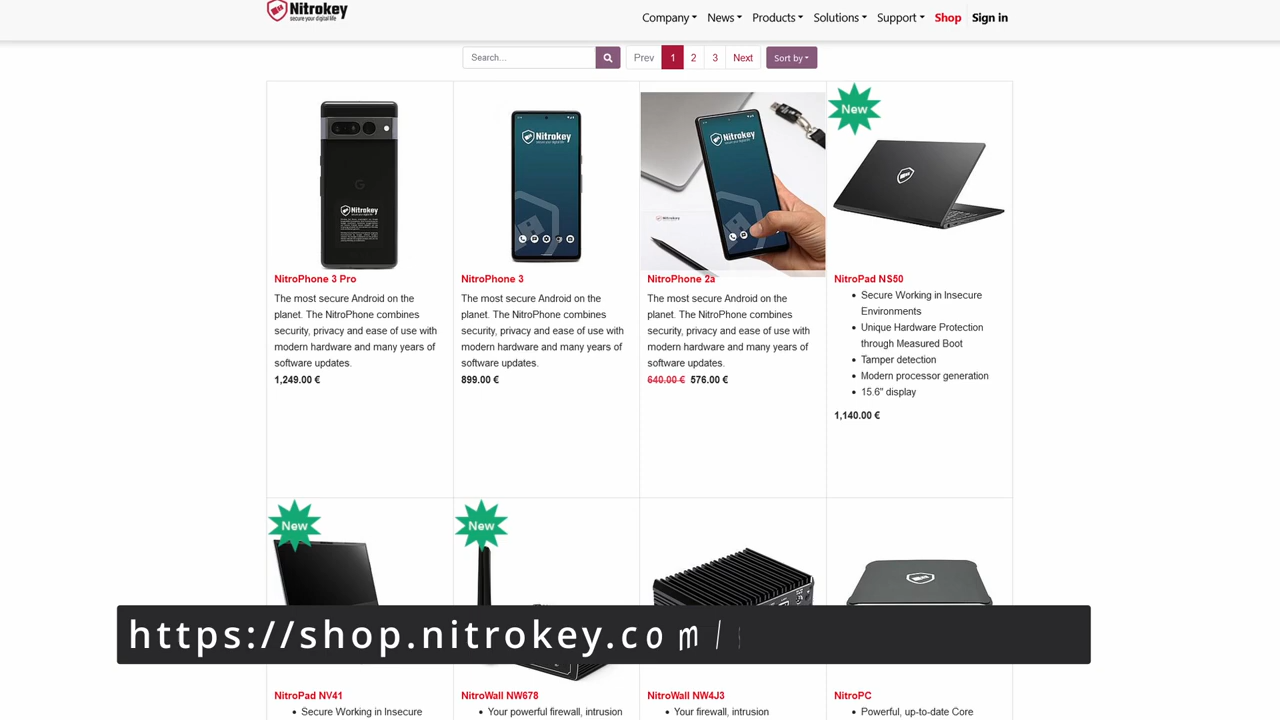 Nitrokey
secure your digital life
Company
News
Products
Solutions
Support
Shop
Sign in
Search...
Prev
1
2
3
Next
Sort by
Nitrokey
Nitrokey
Nitrokey
New
NitroPhone 3 Pro
The most secure Android on the
planet. The NitroPhone combines
security, privacy and ease of use with
modern hardware and many years of
software updates.
1,249.00 €
NitroPhone 3
The most secure Android on the
planet. The NitroPhone combines
security, privacy and ease of use with
modern hardware and many years of
software updates.
899.00 €
NitroPhone 2a
The most secure Android on the
planet. The NitroPhone combines
security, privacy and ease of use with
modern hardware and many years of
software updates.
640.00 € 576.00 €
NitroPad NS50
• Secure Working in Insecure
Environments
• Unique Hardware Protection
through Measured Boot
• Tamper detection
• Modern processor generation
• 15.6" display
1,140.00 €
New
New
https://shop.nitrokey.com/
NitroPad NV41
• Secure Working in Insecure
NitroWall NW678
• Your powerful firewall, intrusion
NitroWall NW4J3
• Your firewall, intrusion
NitroPC
• Powerful, up-to-date Core